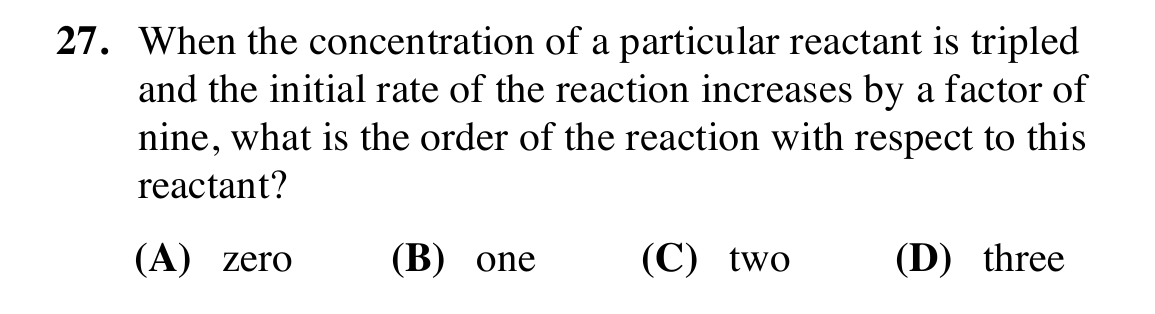 27. When the concentration of a particular reactant is tripled
and the initial rate of the reaction increases by a factor of
nine, what is the order of the reaction with respect to this
reactant?
(A) zero (B) one (C) two (D) three